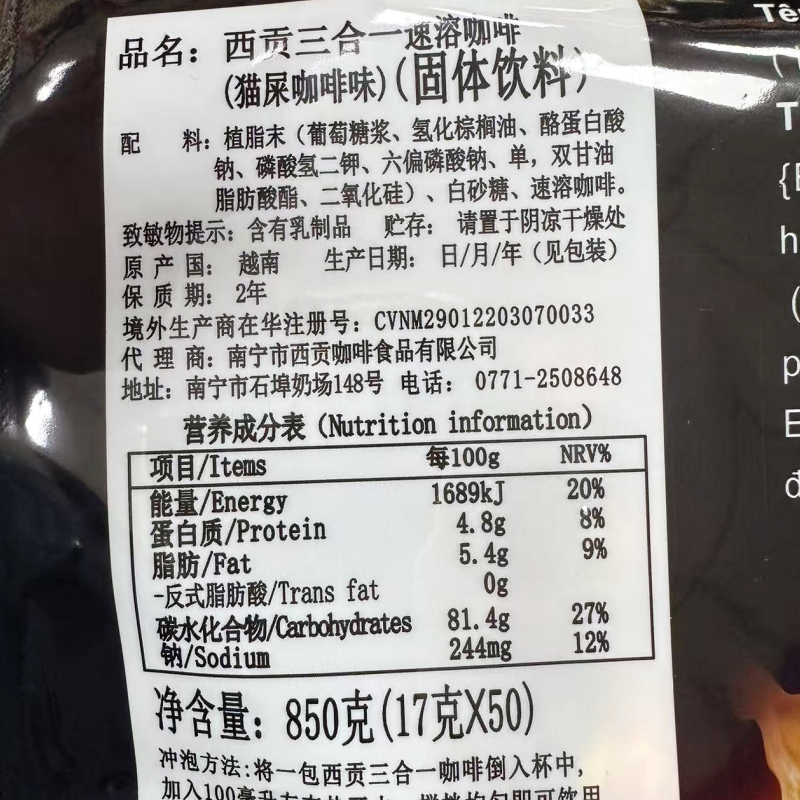 品名：西贡三合一速溶咖啡
(猫屎咖啡味)(固体饮料)
配 料：植脂末（葡萄糖浆、氢化棕榈油、酪蛋白酸
钠、磷酸氢二钾、六偏磷酸钠、单，双甘油
脂肪酸酯、二氧化硅）、白砂糖、速溶咖啡。
致敏物提示：含有乳制品 贮存： 请置于阴凉干燥处
原 产 国： 越南 生产日期： 日/月/年（见包装）
保 质 期： 2年
境外生产商在华注册号：CVNM29012203070033
代 理 商：南宁市西贡咖啡食品有限公司
地址：南宁市石埠奶场148号 电话： 0771-2508648
营养成分表（Nutrition information）
项目/Items 每100g NRV%
能量/Energy 1689kJ 20%
蛋白质/Protein 4.8g 8%
脂肪/Fat 5.4g 9%
-反式脂肪酸/Trans fat 0g
碳水化合物/Carbohydrates 81.4g 27%
钠/Sodium 244mg 12%
净含量：850克(17克X50)
冲泡方法：将一包西贡三合一咖啡倒入杯中，
加入100毫升
Tê
T
h
p
E
đ